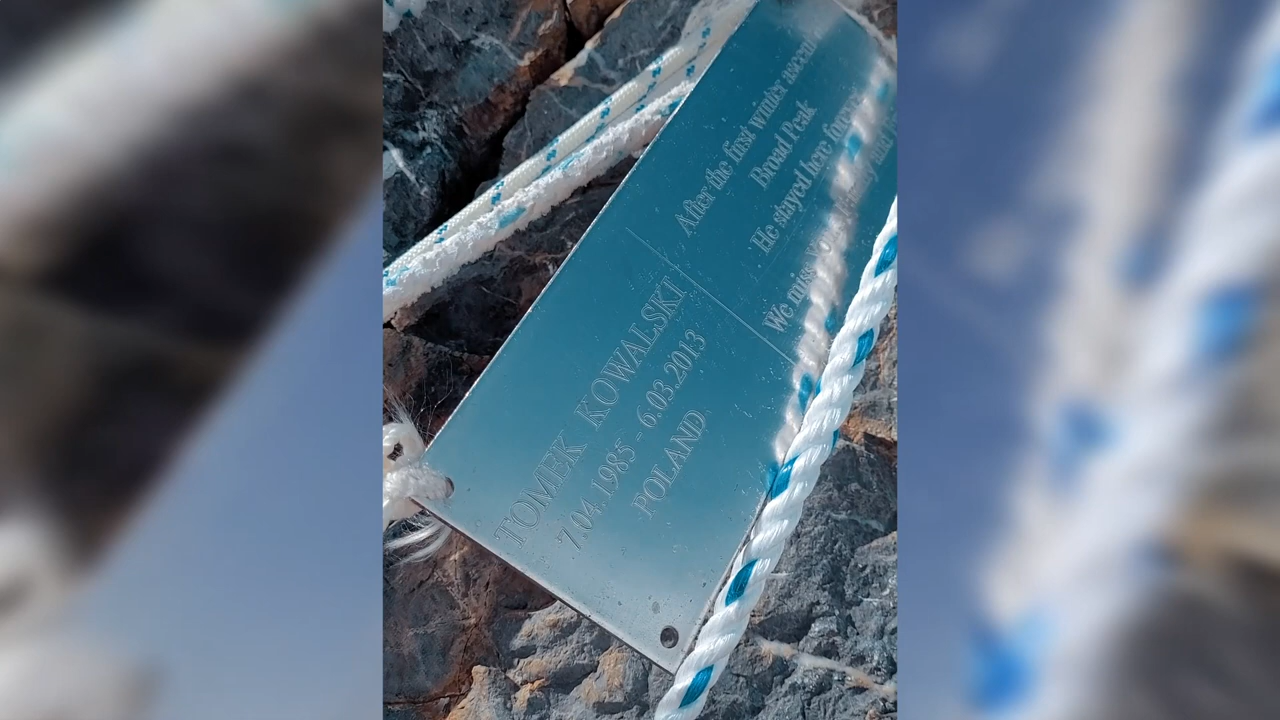 TOMEK KOWALSKI
7.04.1985 - 6.03.2013
POLAND
After the first winter ascent
Broad Peak
He stayed here forever
We miss